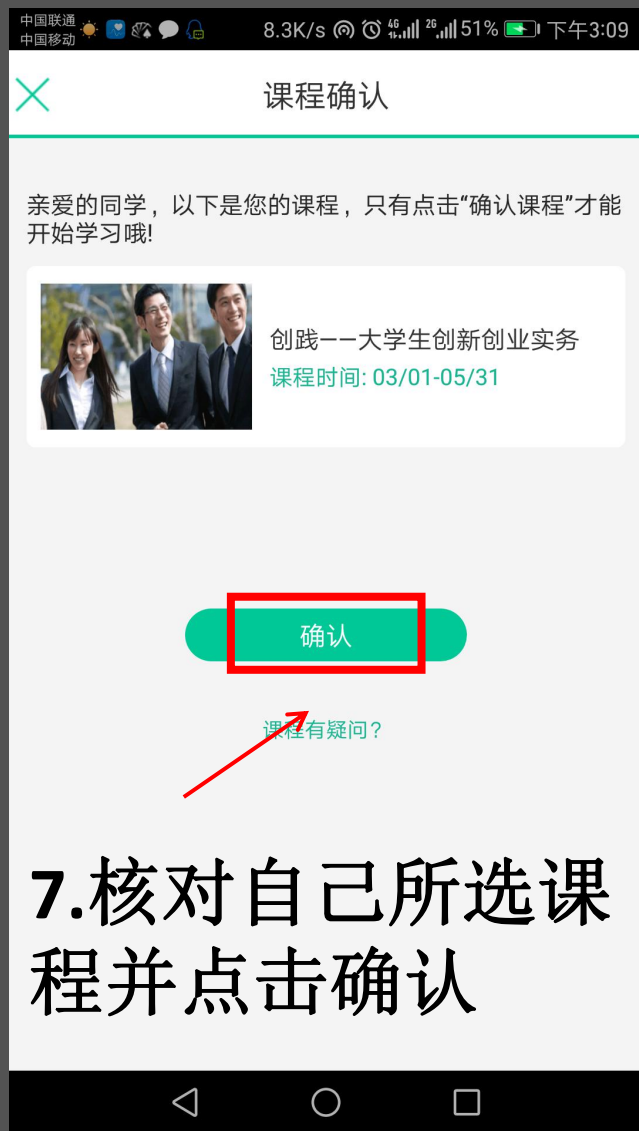 中国联通
中国移动
8.3K/s 4G 2G 51% 下午3:09
课程确认
亲爱的同学，以下是您的课程，只有点击“确认课程”才能
开始学习哦!
创践——大学生创新创业实务
课程时间: 03/01-05/31
确认
课程有疑问?
7.核对自己所选课
程并点击确认